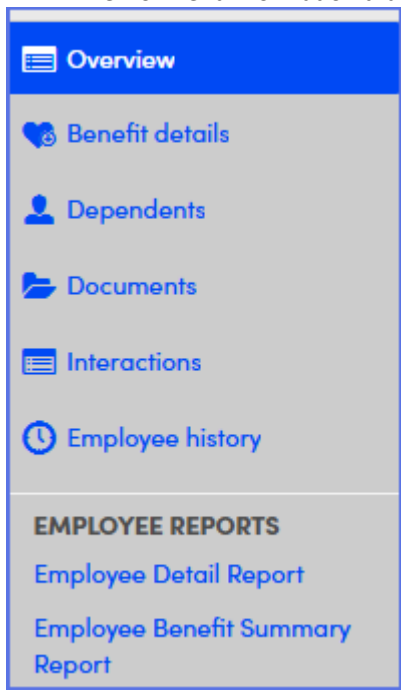 Overview
Benefit details
Dependents
Documents
Interactions
Employee history
EMPLOYEE REPORTS
Employee Detail Report
Employee Benefit Summary
Report